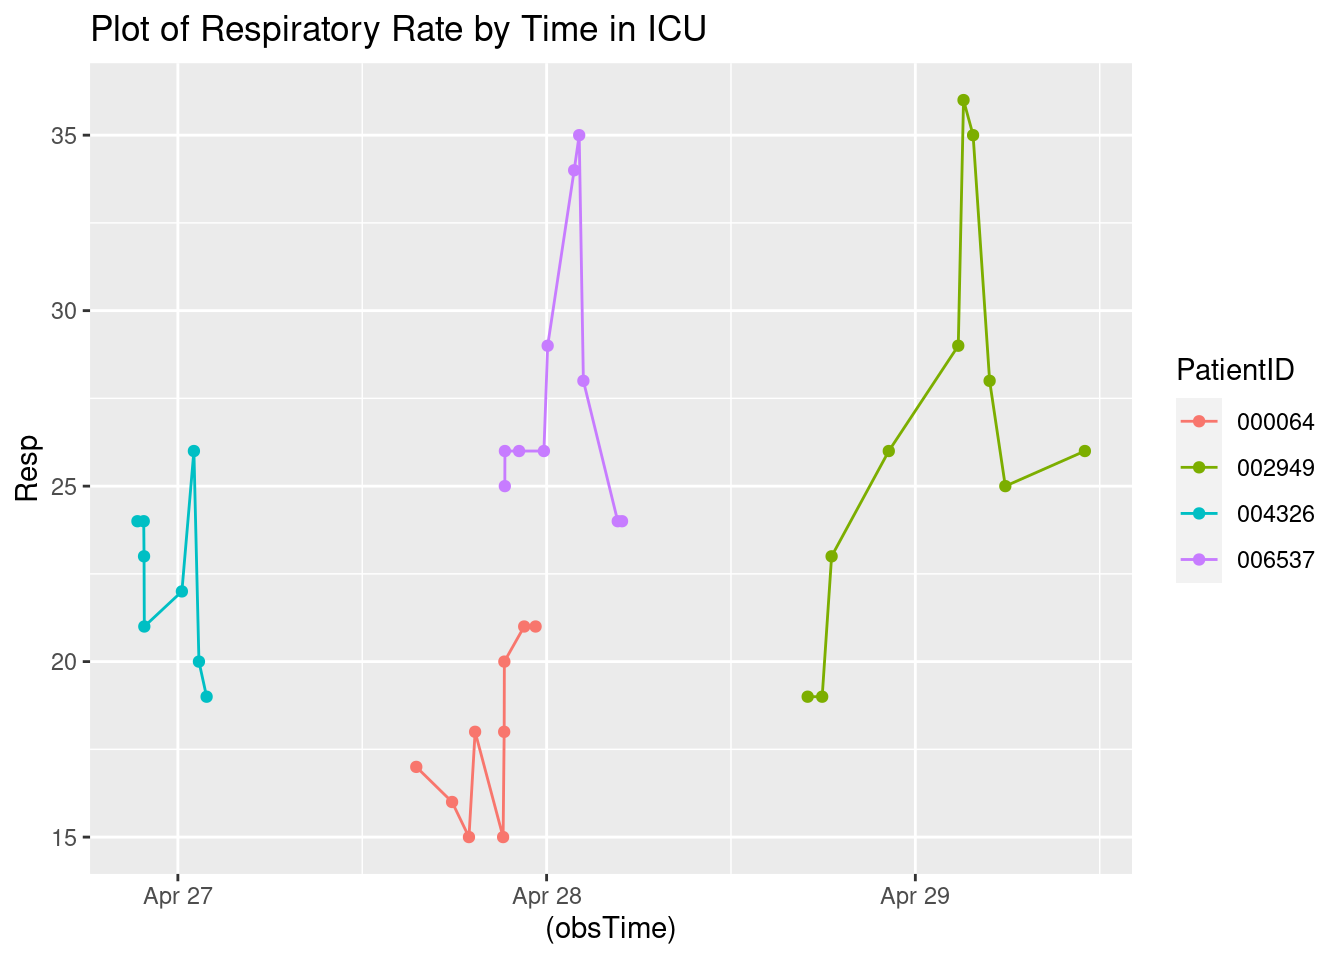 Plot of Respiratory Rate by Time in ICU
35
30
25
20
15
Resp
Apr 27
Apr 28
Apr 29
(obsTime)
PatientID
000064
002949
004326
006537